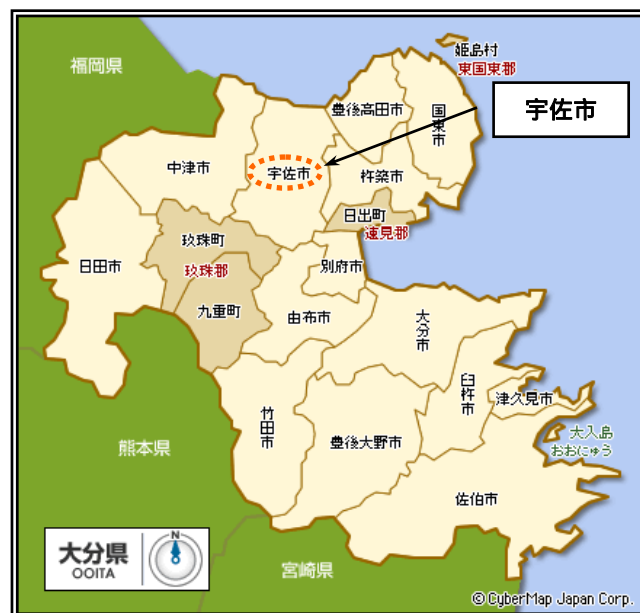 福岡県
姫島村
東国東郡
豊後高田市
国東市
宇佐市
中津市
宇佐市
杵築市
日出町
速見郡
玖珠町
日田市
玖珠郡
別府市
九重町
由布市
大分市
臼杵市
津久見市
竹田市
豊後大野市
大入島
おおにゅう
熊本県
佐伯市
大分県
OOITA
N
宮崎県
© CyberMap Japan Corp.